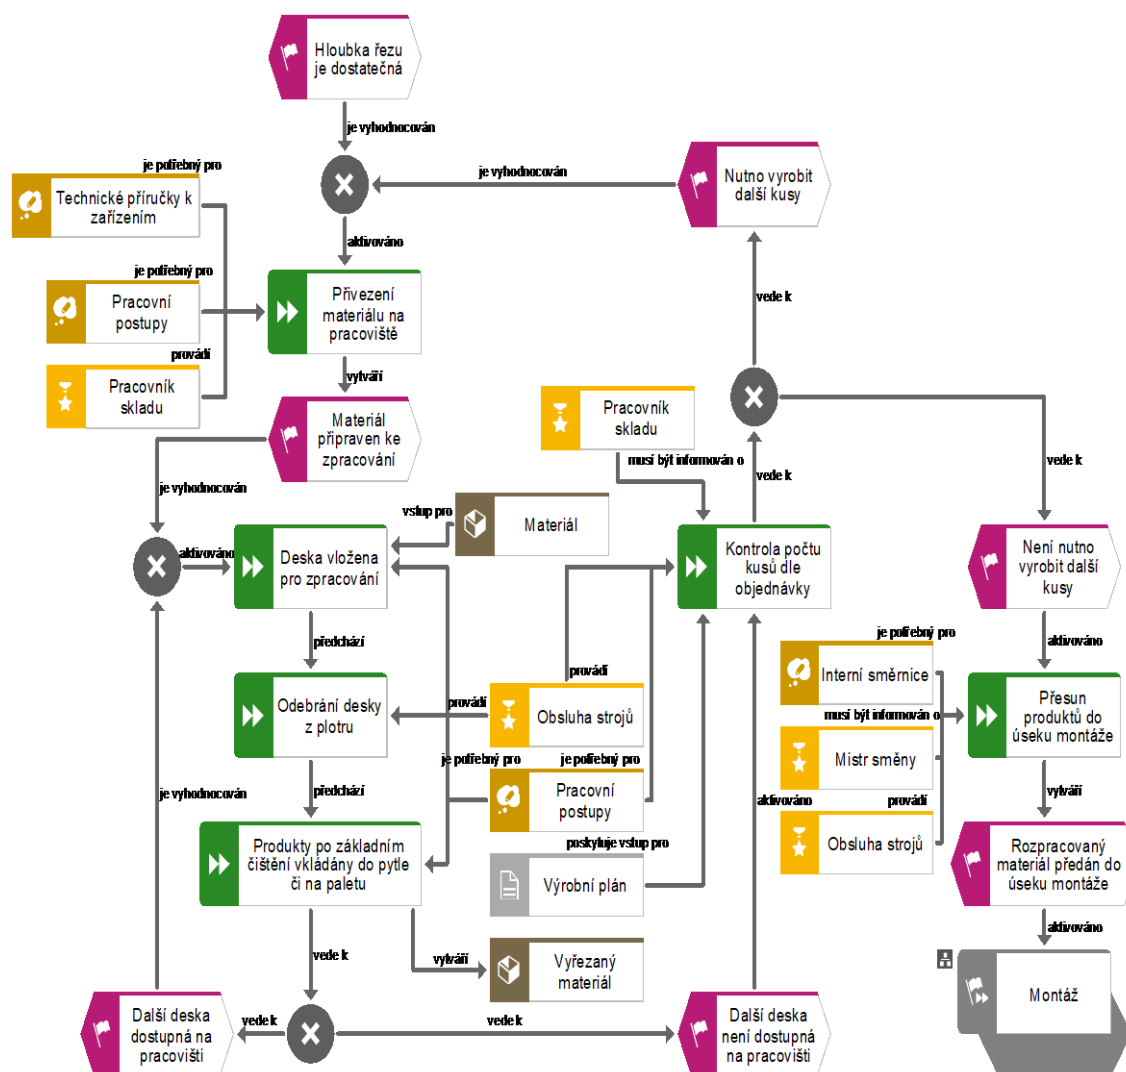 Hloubka řezu
je dostatečná
je vyhodnocován
je potřebný pro
je vyhodnocován
Nutno vyrobit
další kusy
Technické příručky k
zařízením
aktivováno
je potřebný pro
Pracovní
postupy
Přivezení
materiálu na
pracoviště
vede k
provádí
vytváří
Pracovník
skladu
Materiál
připraven ke
zpracování
Pracovník
skladu
musí být informován o
vede k
vede k
je vyhodnocován
vstup pro
Materiál
aktivováno
Deska vložena
pro zpracování
Kontrola počtu
kusů dle
objednávky
Není nutno
vyrobit další
kusy
předchází
je potřebný pro
aktivováno
provádí
Interní směrnice
Odebrání desky
z plotru
provádí
Obsluha strojů
Přesun
produktů do
úseku montáže
musí být informován o
je potřebný pro
je potřebný pro
Mistr směny
je vyhodnocován
předchází
Pracovní
postupy
aktivováno
provádí
vytváří
Produkty po základním
čištění vkládány do pytle
či na paletu
poskytuje vstup pro
Obsluha strojů
Rozpracovaný
materiál předán do
úseku montáže
Výrobní plán
aktivováno
vede k
vytváří
Vyřezaný
materiál
Montáž
Další deska
dostupná na
pracovišti
vede k
vede k
Další deska
není dostupná
na pracovišti